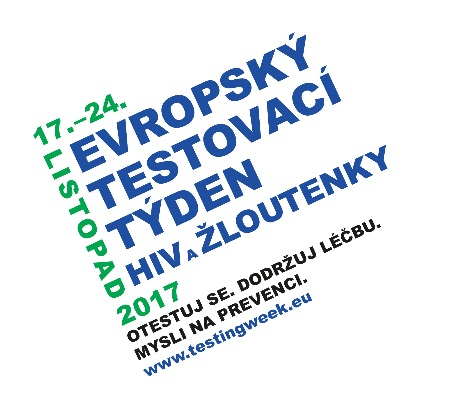 17.–24.
LISTOPAD
2017
EVROPSKÝ
TESTOVACÍ
TÝDEN
HIV A ŽLOUTENKY
OTESTUJ SE. DODRŽUJ LÉČBU.
MYSLI NA PREVENCI.
www.testingweek.eu